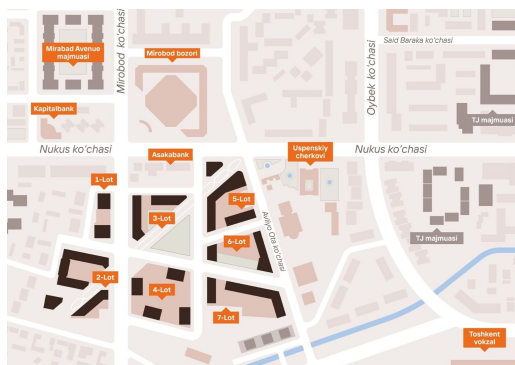 Mirabad Avenue
majmuasi
Mirobod ko'chasi
Mirobod bozori
Oybek ko'chasi
Said Baraka ko'chasi
Kapitalbank
TJ majmuasi
Nukus ko'chasi
Asakabank
Uspenskiy
cherkovi
Nukus ko'chasi
1-Lot
5-Lot
3-Lot
6-Lot
Avliyo Ota ko'chasi
TJ majmuasi
2-Lot
4-Lot
7-Lot
Toshkent
vokzal